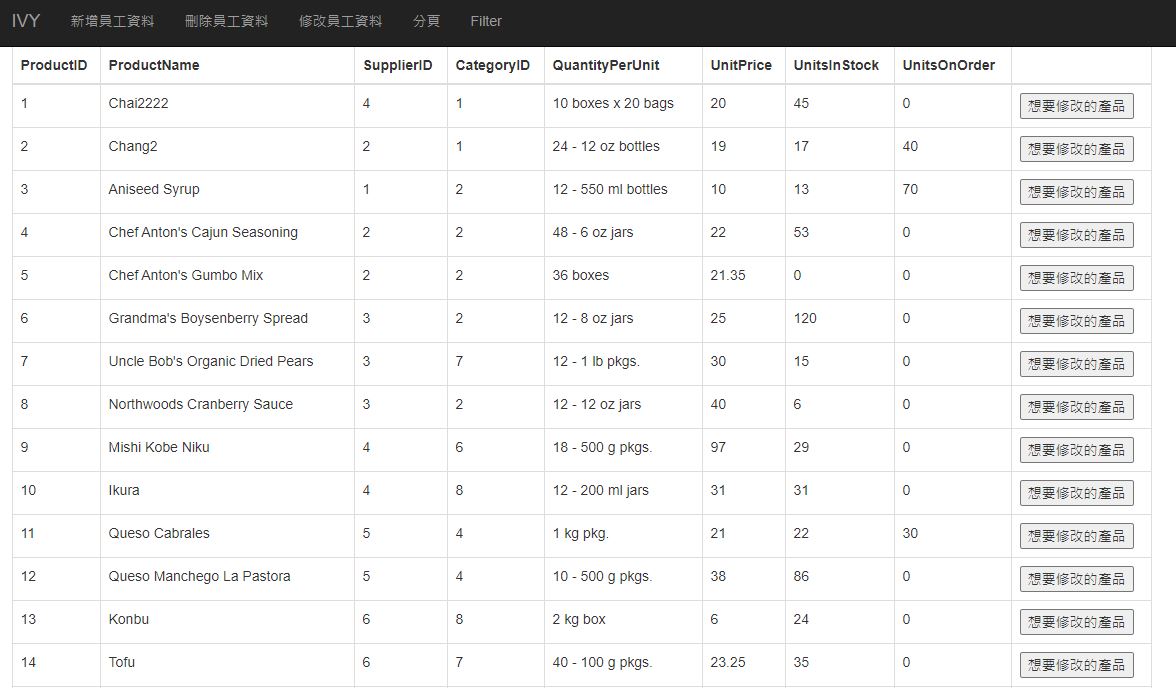 IVY 新增員工資料 刪除員工資料 修改員工資料 分頁 Filter
ProductID ProductName SupplierID CategoryID QuantityPerUnit UnitPrice UnitsInStock UnitsOnOrder
1 Chai2222 4 1 10 boxes x 20 bags 20 45 0 想要修改的產品
2 Chang2 2 1 24 - 12 oz bottles 19 17 40 想要修改的產品
3 Aniseed Syrup 1 2 12 - 550 ml bottles 10 13 70 想要修改的產品
4 Chef Anton's Cajun Seasoning 2 2 48 - 6 oz jars 22 53 0 想要修改的產品
5 Chef Anton's Gumbo Mix 2 2 36 boxes 21.35 0 0 想要修改的產品
6 Grandma's Boysenberry Spread 3 2 12 - 8 oz jars 25 120 0 想要修改的產品
7 Uncle Bob's Organic Dried Pears 3 7 12 - 1 lb pkgs. 30 15 0 想要修改的產品
8 Northwoods Cranberry Sauce 3 2 12 - 12 oz jars 40 6 0 想要修改的產品
9 Mishi Kobe Niku 4 6 18 - 500 g pkgs. 97 29 0 想要修改的產品
10 Ikura 4 8 12 - 200 ml jars 31 31 0 想要修改的產品
11 Queso Cabrales 5 4 1 kg pkg. 21 22 30 想要修改的產品
12 Queso Manchego La Pastora 5 4 10 - 500 g pkgs. 38 86 0 想要修改的產品
13 Konbu 6 8 2 kg box 6 24 0 想要修改的產品
14 Tofu 6 7 40 - 100 g pkgs. 23.25 35 0 想要修改的產品